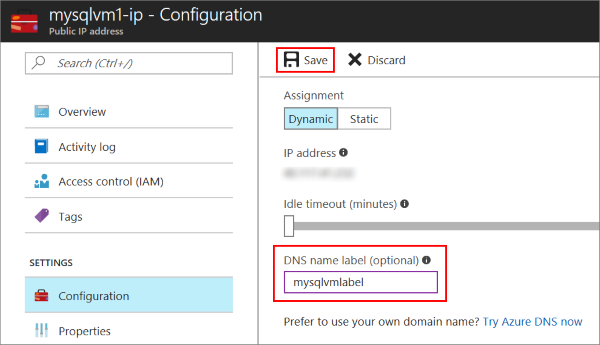 mysqlvm1-ip - Configuration
Public IP address
Search (Ctrl+/)
Overview
Activity log
Access control (IAM)
Tags
SETTINGS
Configuration
Properties
Save
Discard
Assignment
Dynamic
Static
IP address
Idle timeout (minutes)
DNS name label (optional)
mysqlvmlabel
Prefer to use your own domain name? Try Azure DNS now